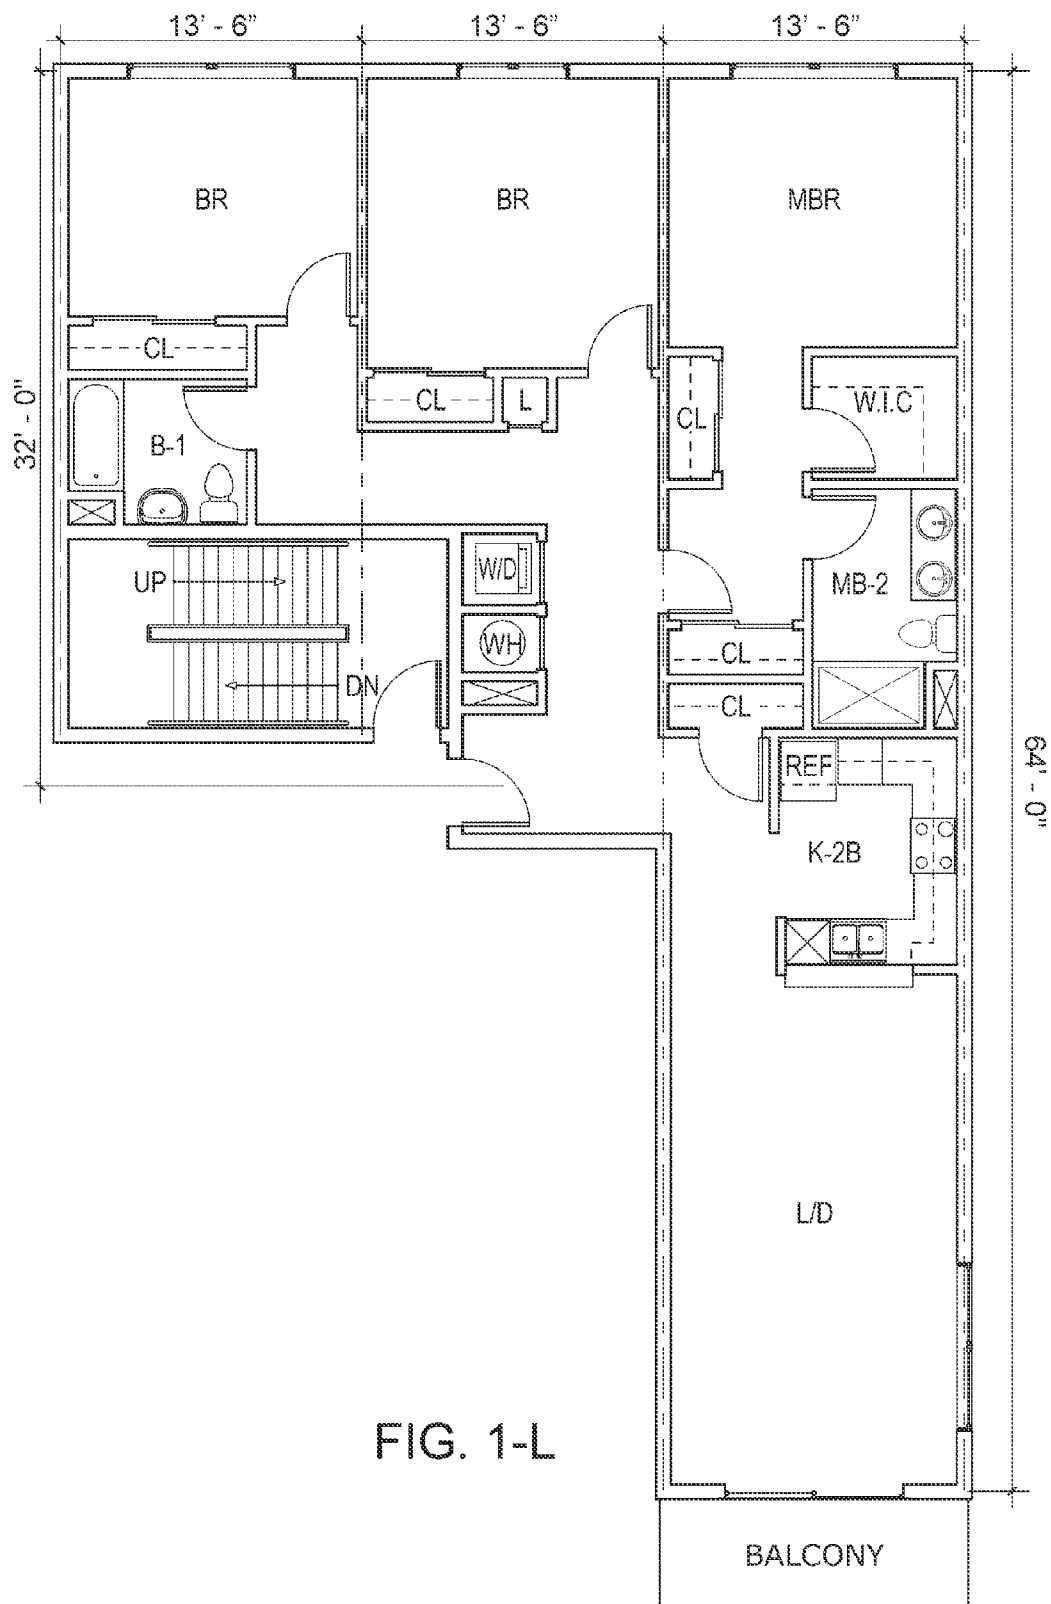 13' - 6" 13' - 6" 13' - 6"
BR BR MBR
CL
CL L CL W.I.C
32' - 0"
B-1
UP W/D MB-2
WH CL
DN CL
REF
64' - 0"
K-2B
L/D
FIG. 1-L
BALCONY